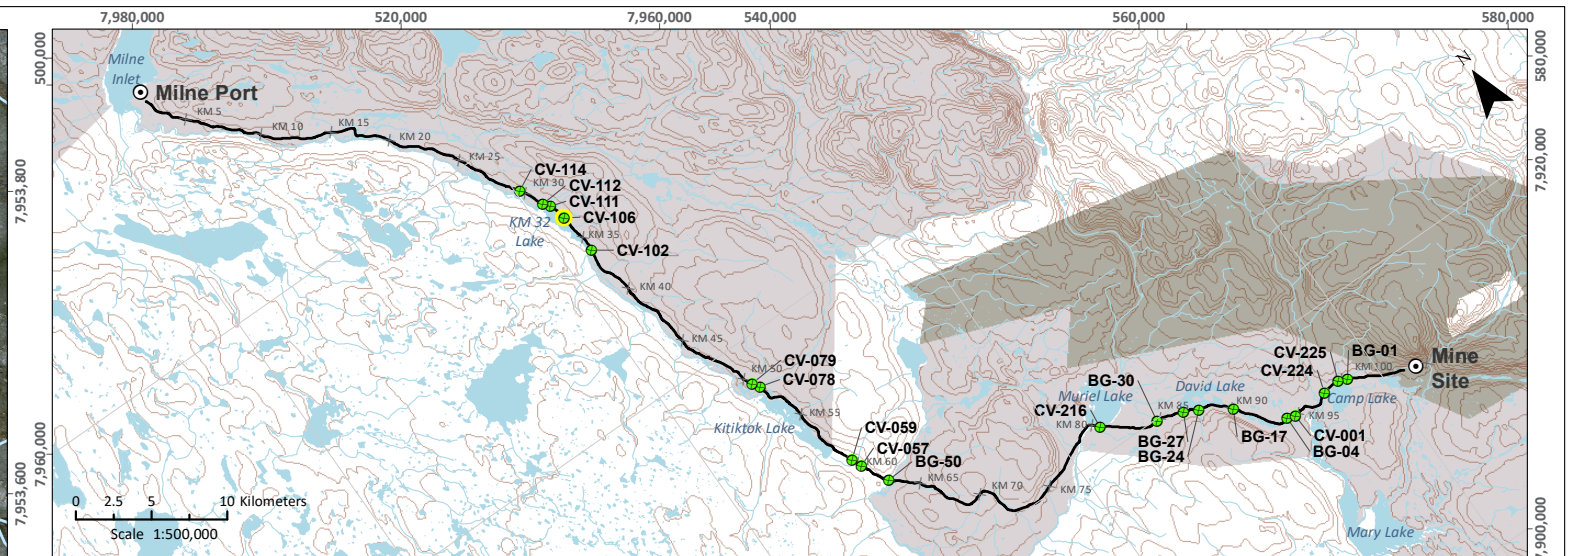 7,980,000
520,000
7,960,000
540,000
560,000
580,000
500,000
580,000
Milne
Inlet
Milne Port
KM 5
KM 10
KM 15
KM 20
KM 25
N
7,920,000
7,953,800
CV-114
KM 30
CV-112
CV-111
CV-106
KM 32
Lake
KM 35
CV-102
KM 40
KM 45
CV-079
KM 50
CV-078
KM 55
Kitiktok Lake
CV-059
CV-057
KM 60
BG-50
KM 65
KM 70
KM 75
CV-225
BG-01
CV-224
KM 100
Mine
Site
BG-30
David Lake
Muriel Lake
Camp Lake
CV-216
KM 80
KM 85
KM 90
KM 95
BG-27
BG-24
BG-17
CV-001
BG-04
7,960,000
7,953,600
0 2.5 5 10 Kilometers
Scale 1:500,000
Mary Lake
7,900,000